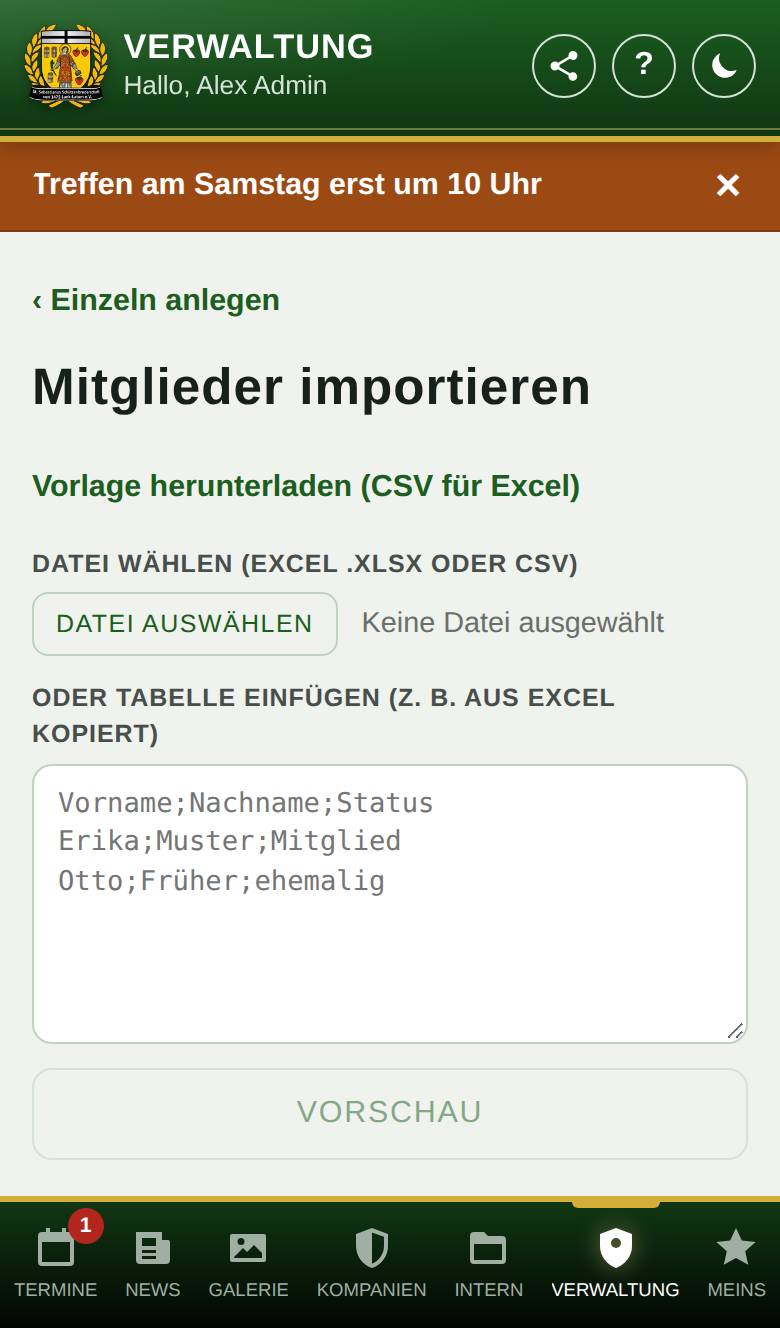 VERWALTUNG
Hallo, Alex Admin
?
Treffen am Samstag erst um 10 Uhr
×
‹ Einzeln anlegen
Mitglieder importieren
Vorlage herunterladen (CSV für Excel)
DATEI WÄHLEN (EXCEL .XLSX ODER CSV)
DATEI AUSWÄHLEN Keine Datei ausgewählt
ODER TABELLE EINFÜGEN (Z. B. AUS EXCEL
KOPIERT)
Vorname;Nachname;Status
Erika;Muster;Mitglied
Otto;Früher;ehemalig
VORSCHAU
1
TERMINE NEWS GALERIE KOMPANIEN INTERN VERWALTUNG MEINS